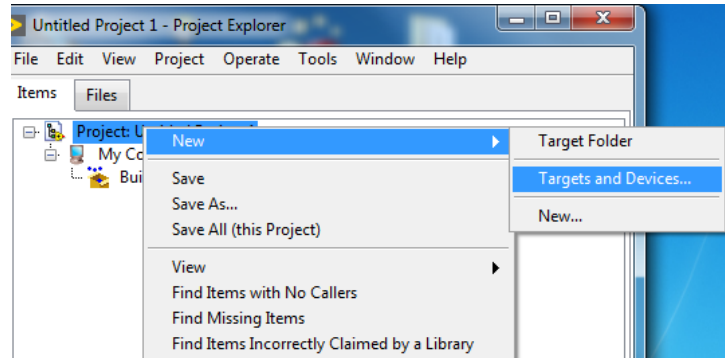 Untitled Project 1 - Project Explorer
File Edit View Project Operate Tools Window Help
Items Files
Project: U
New
Target Folder
My Co
Targets and Devices...
Bui
Save
New...
Save As...
Save All (this Project)
View
Find Items with No Callers
Find Missing Items
Find Items Incorrectly Claimed by a Library